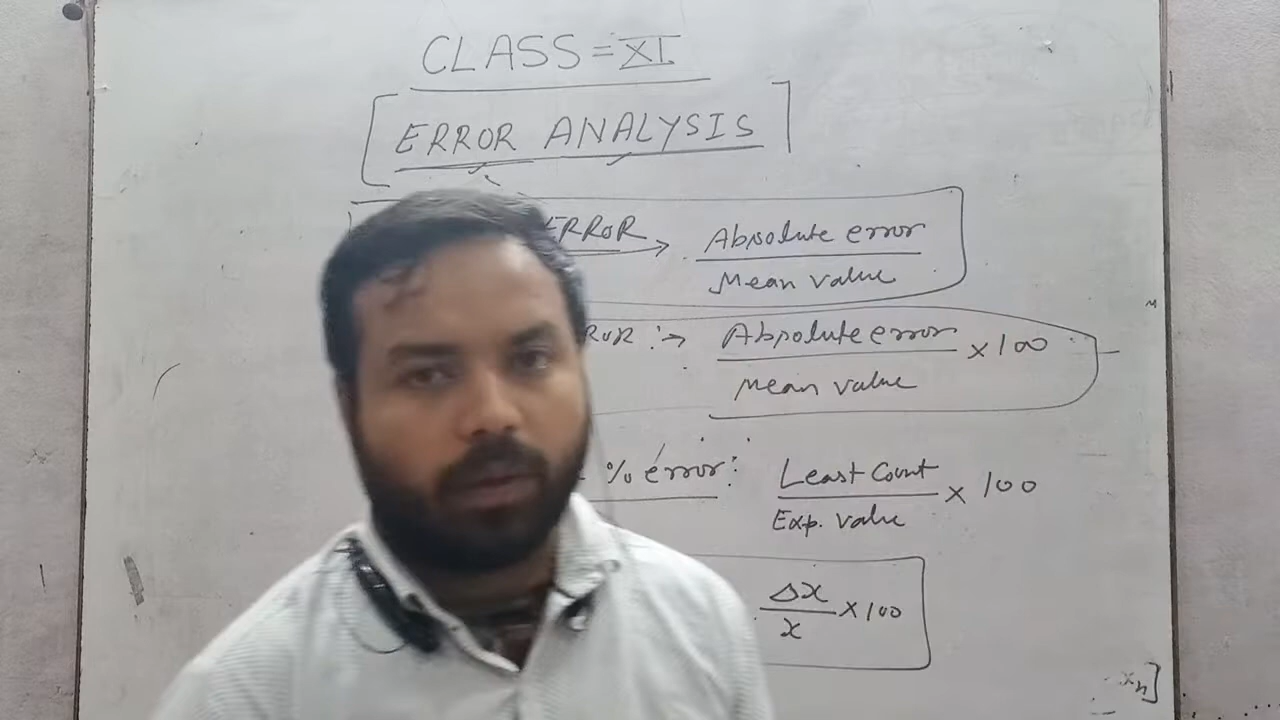 CLASS = XI
ERROR ANALYSIS
ERROR → Absolute error
Mean value
:→ Absolute error × 100
Mean value
% error: Least Count × 100
Exp. value
Δx × 100
x
xn]